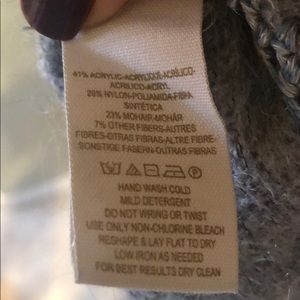 41% ACRYLIC-ACRYLIQUE-ACRÍLICO-
ACRILICO-ACRYL
29% NYLON-POLIAMIDA-FIBRA
SINTÉTICA
23% MOHAIR-MOHÄR
7% OTHER FIBERS-AUTRES
FIBRES-OTRAS FIBRAS-ALTRE FIBRE-
SONSTIGE FASERN-OUTRAS FIBRAS
HAND WASH COLD
MILD DETERGENT
DO NOT WRING OR TWIST
USE ONLY NON-CHLORINE BLEACH
RESHAPE & LAY FLAT TO DRY
LOW IRON AS NEEDED
FOR BEST RESULTS DRY CLEAN